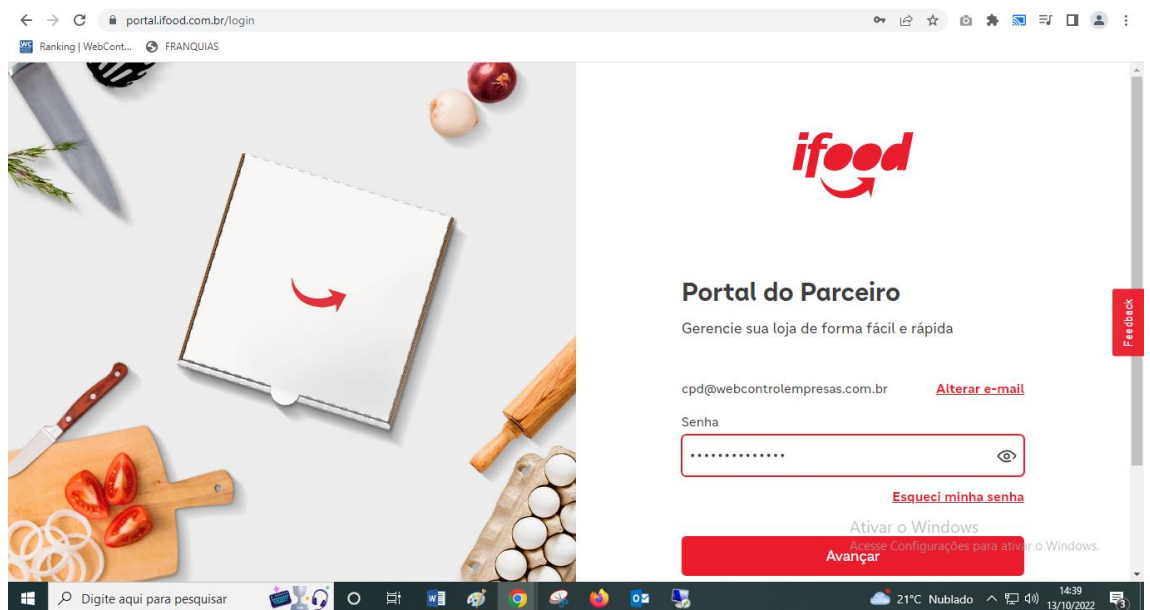 portal.ifood.com.br/login
Ranking | WebCont...
FRANQUIAS
ifood
Portal do Parceiro
Gerencie sua loja de forma fácil e rápida
Feedback
cpd@webcontrolempresas.com.br
Alterar e-mail
Senha
Esqueci minha senha
Ativar o Windows
Acesse Configurações para ativar o Windows.
Avançar
Digite aqui para pesquisar
21°C Nublado
14:39
13/10/2022
3